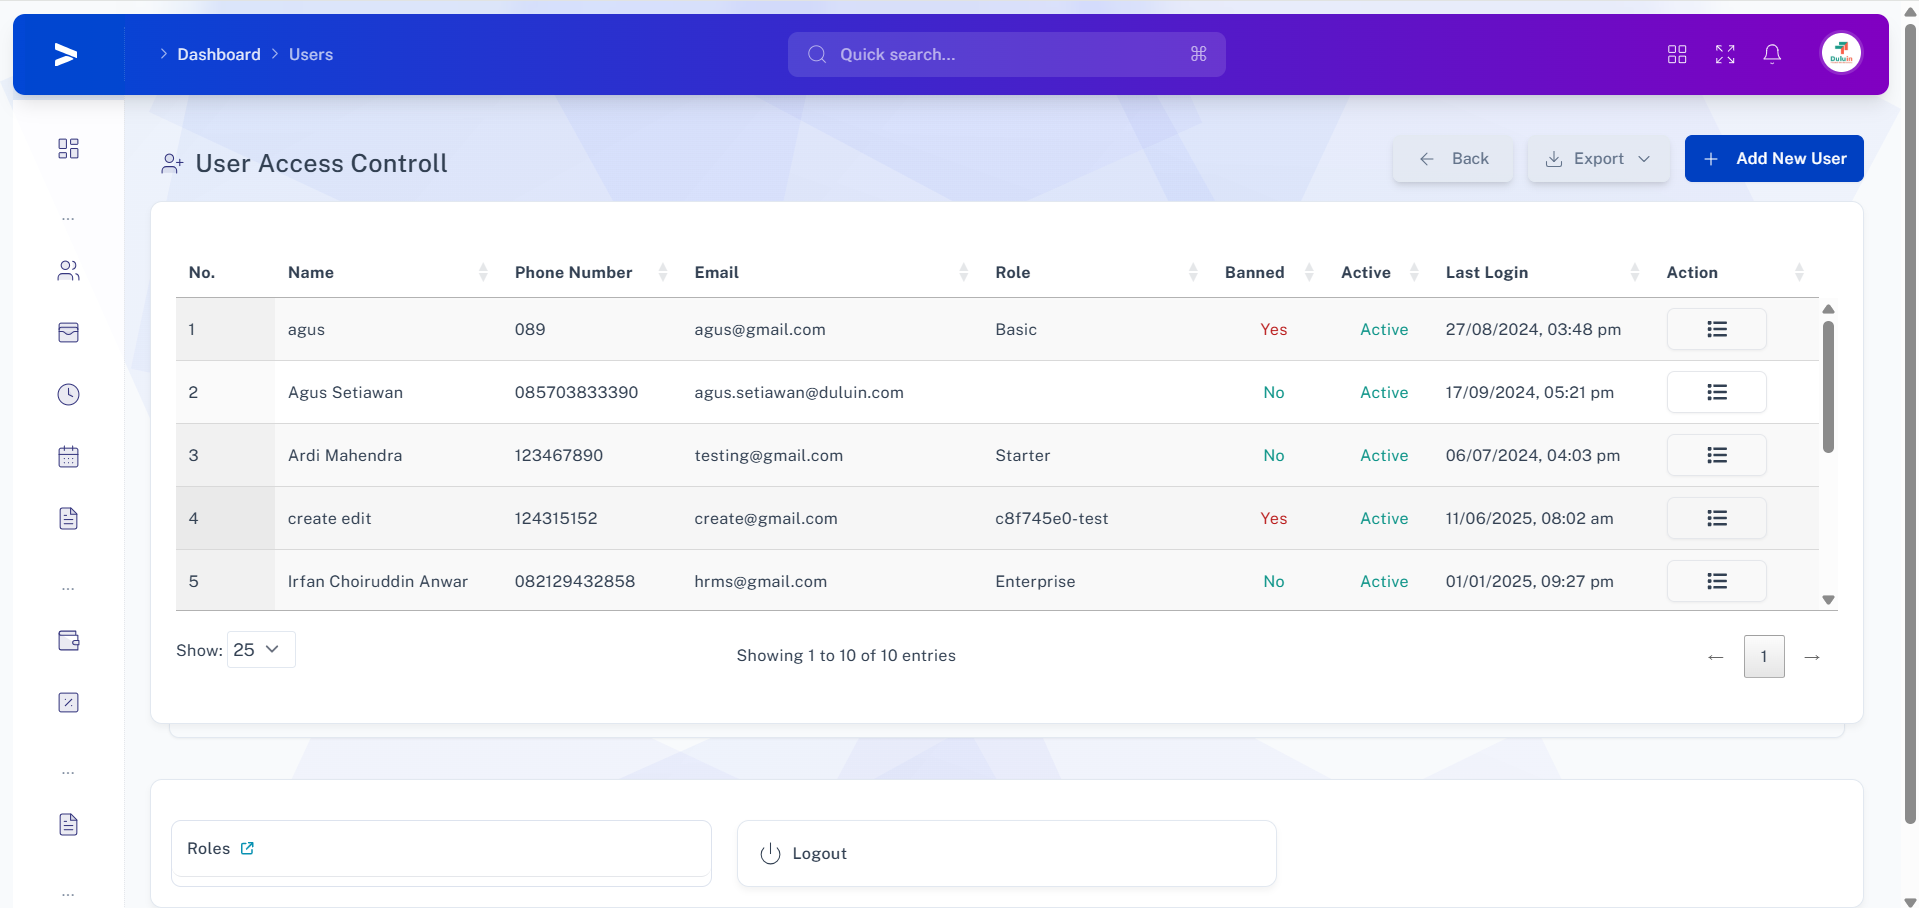 Dashboard Users
Quick search...
Duluin
User Access Controll
Back
Export
Add New User
No. Name Phone Number Email Role Banned Active Last Login Action
1 agus 089 agus@gmail.com Basic Yes Active 27/08/2024, 03:48 pm
2 Agus Setiawan 085703833390 agus.setiawan@duluin.com No Active 17/09/2024, 05:21 pm
3 Ardi Mahendra 123467890 testing@gmail.com Starter No Active 06/07/2024, 04:03 pm
4 create edit 124315152 create@gmail.com c8f745e0-test Yes Active 11/06/2025, 08:02 am
5 Irfan Choiruddin Anwar 082129432858 hrms@gmail.com Enterprise No Active 01/01/2025, 09:27 pm
Show: 25
Showing 1 to 10 of 10 entries
← 1 →
Roles
Logout